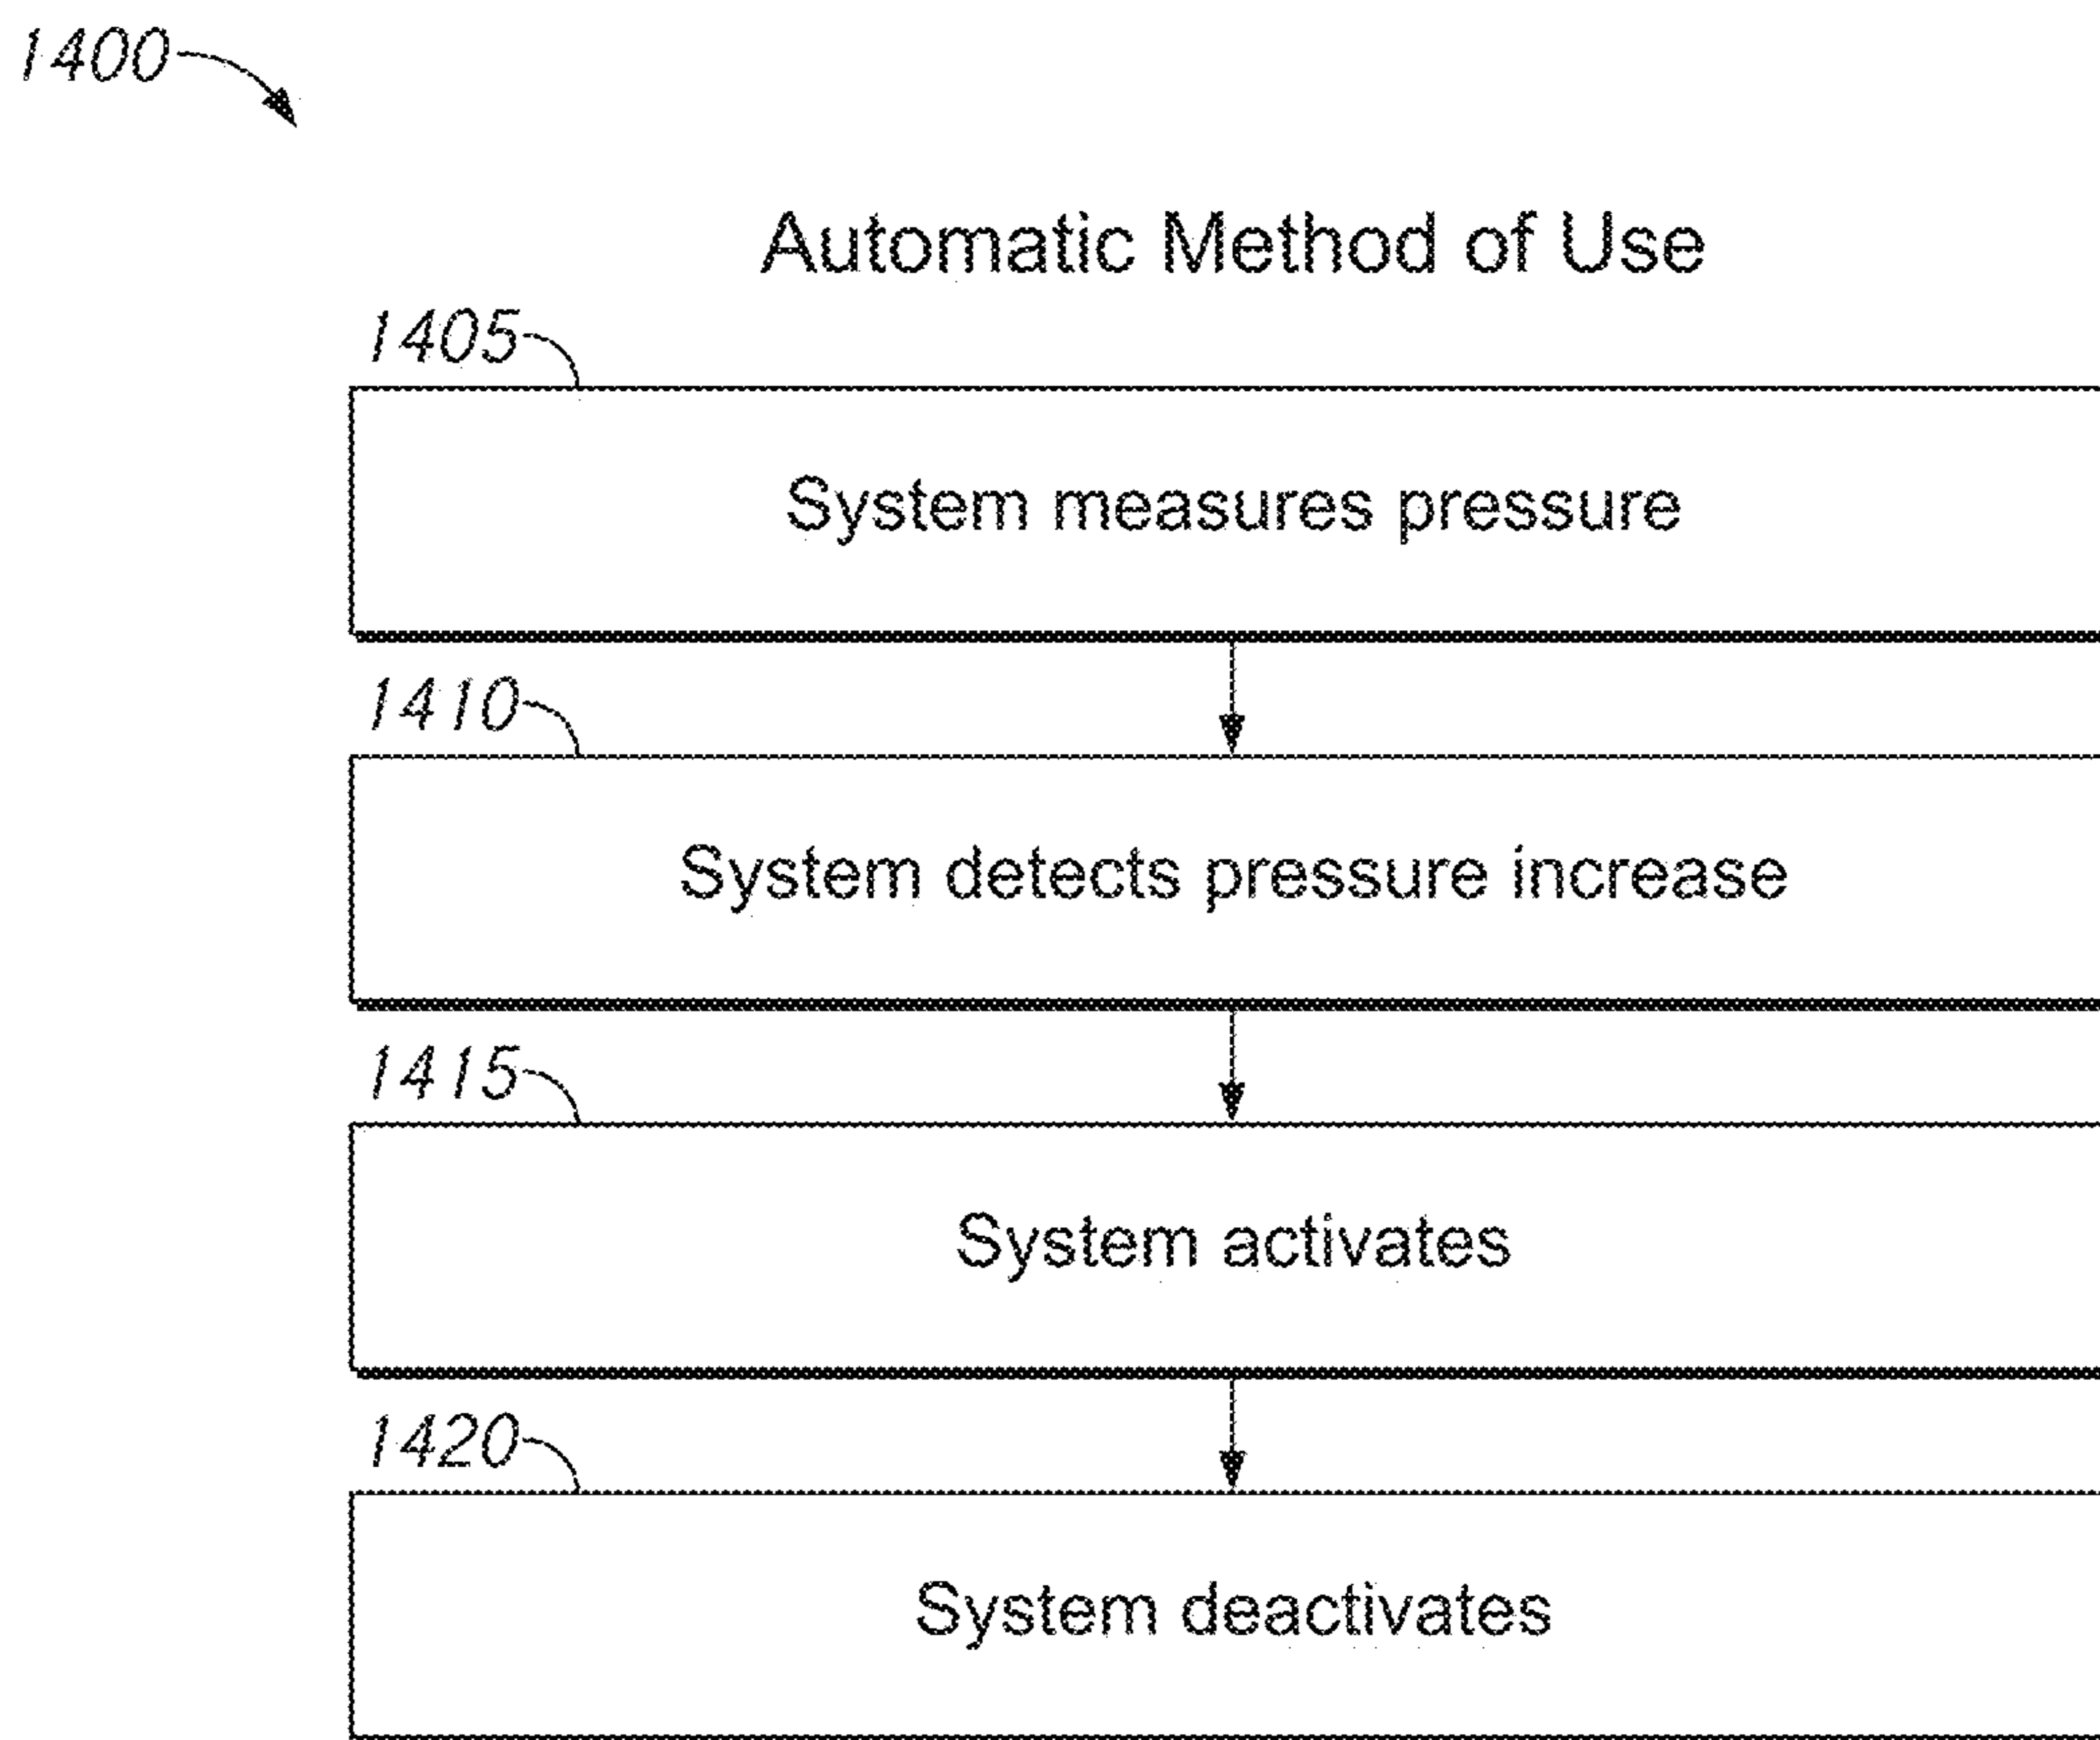 1400
Automatic Method of Use
1405
System measures pressure
1410
System detects pressure increase
1415
System activates
1420
System deactivates